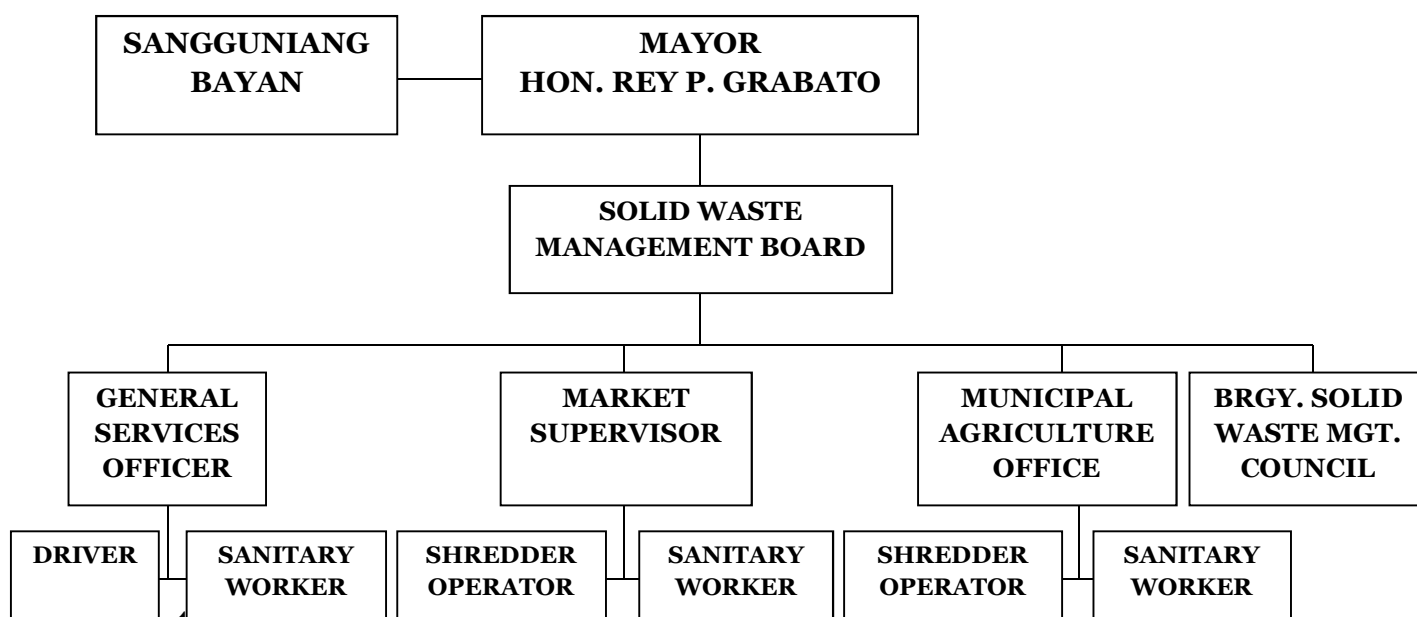 SANGGUNIANG
BAYAN
MAYOR
HON. REY P. GRABATO
SOLID WASTE
MANAGEMENT BOARD
GENERAL
SERVICES
OFFICER
MARKET
SUPERVISOR
MUNICIPAL
AGRICULTURE
OFFICE
BRGY. SOLID
WASTE MGT.
COUNCIL
DRIVER
SANITARY
WORKER
SHREDDER
OPERATOR
SANITARY
WORKER
SHREDDER
OPERATOR
SANITARY
WORKER